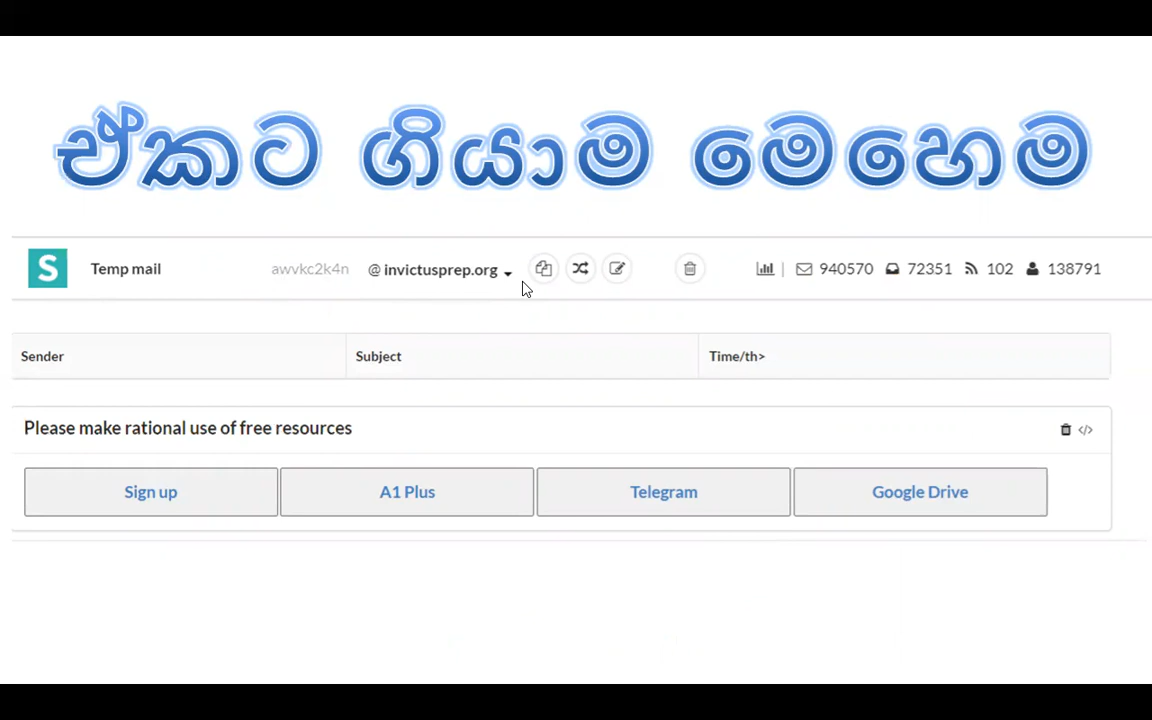 ඒකට ගියාම මෙහෙම
S Temp mail awvkc2k4n @ invictusprep.org 940570 72351 102 138791
Sender Subject Time/th>
Please make rational use of free resources </>
Sign up A1 Plus Telegram Google Drive